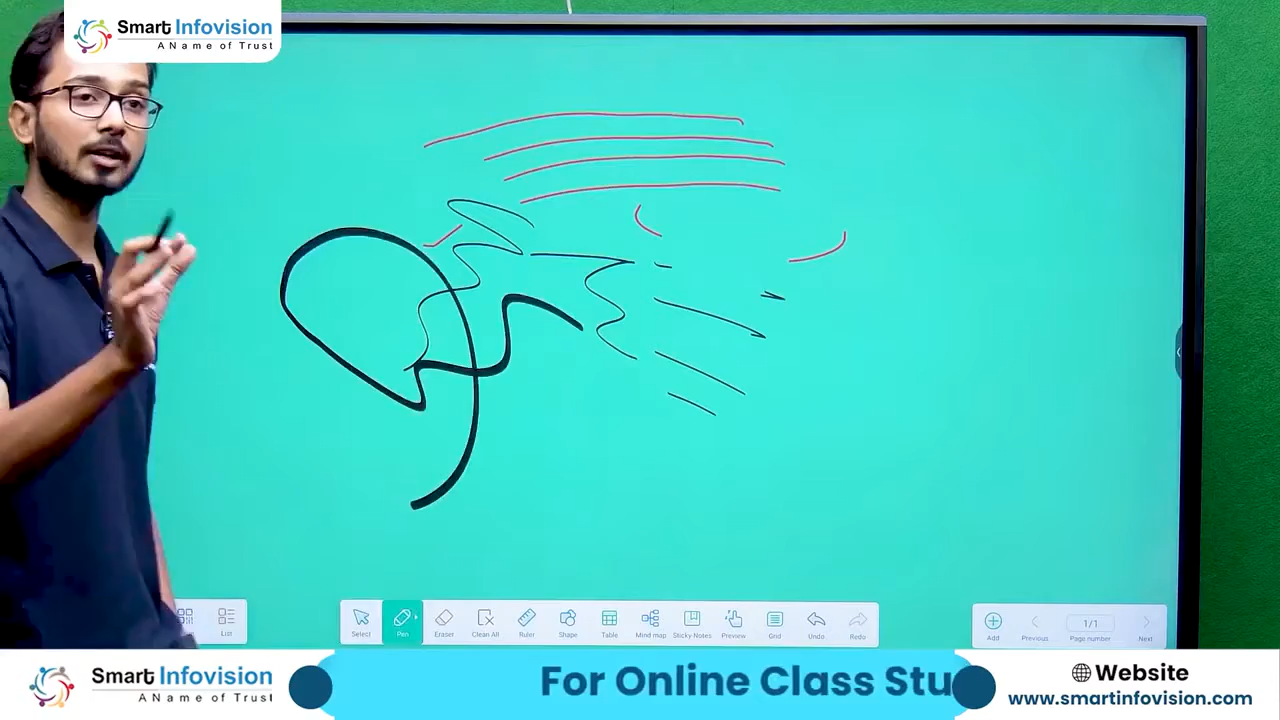 Smart Infovision
A Name of Trust
List
Select
Pen
Eraser
Clean All
Ruler
Shape
Table
Mind map
Sticky Notes
Preview
Grid
Undo
Redo
Add
Previous
1/1
Page number
Next
Smart Infovision
A Name of Trust
For Online Class Stu
Website
www.smartinfovision.com